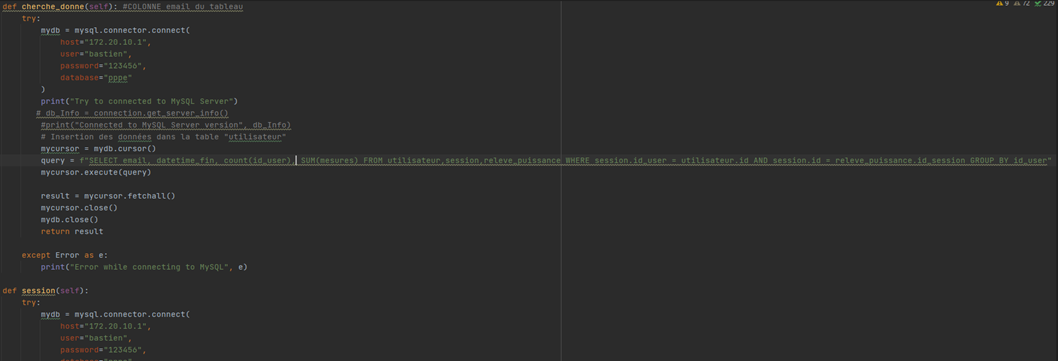 9 72 229
def cherche_donne(self): #COLONNE email du tableau
try:
mydb = mysql.connector.connect(
host="172.20.10.1",
user="bastien",
password="123456",
database="pppe"
)
print("Try to connected to MySQL Server")
# db_Info = connection.get_server_info()
#print("Connected to MySQL Server version", db_Info)
# Insertion des données dans la table "utilisateur"
mycursor = mydb.cursor()
query = f"SELECT email, datetime_fin, count(id_user), SUM(mesures) FROM utilisateur,session,releve_puissance WHERE session.id_user = utilisateur.id AND session.id = releve_puissance.id_session GROUP BY id_user"
mycursor.execute(query)
result = mycursor.fetchall()
mycursor.close()
mydb.close()
return result
except Error as e:
print("Error while connecting to MySQL", e)
def session(self):
try:
mydb = mysql.connector.connect(
host="172.20.10.1",
user="bastien",
password="123456",